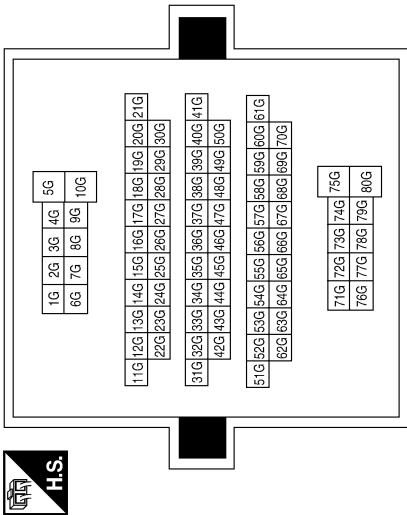 5G
1G 2G 3G 4G
10G
6G 7G 8G 9G
11G 12G 13G 14G 15G 16G 17G 18G 19G 20G 21G
22G 23G 24G 25G 26G 27G 28G 29G 30G
31G 32G 33G 34G 35G 36G 37G 38G 39G 40G 41G
42G 43G 44G 45G 46G 47G 48G 49G 50G
51G 52G 53G 54G 55G 56G 57G 58G 59G 60G 61G
62G 63G 64G 65G 66G 67G 68G 69G 70G
75G
71G 72G 73G 74G
80G
76G 77G 78G 79G
H.S.